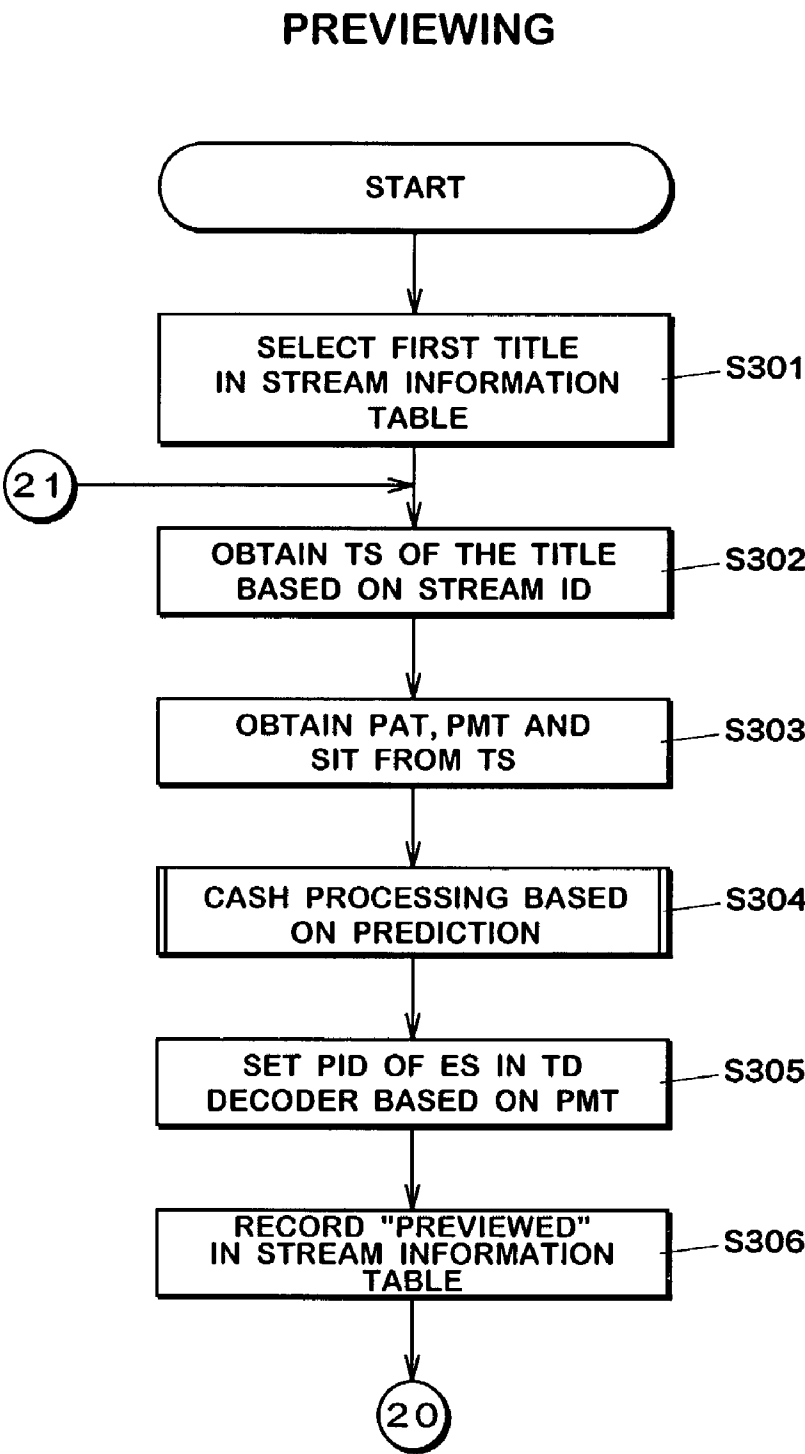 PREVIEWING
START
SELECT FIRST TITLE
IN STREAM INFORMATION
TABLE
S301
21
OBTAIN TS OF THE TITLE
BASED ON STREAM ID
S302
OBTAIN PAT, PMT AND
SIT FROM TS
S303
CASH PROCESSING BASED
ON PREDICTION
S304
SET PID OF ES IN TD
DECODER BASED ON PMT
S305
RECORD "PREVIEWED"
IN STREAM INFORMATION
TABLE
S306
20